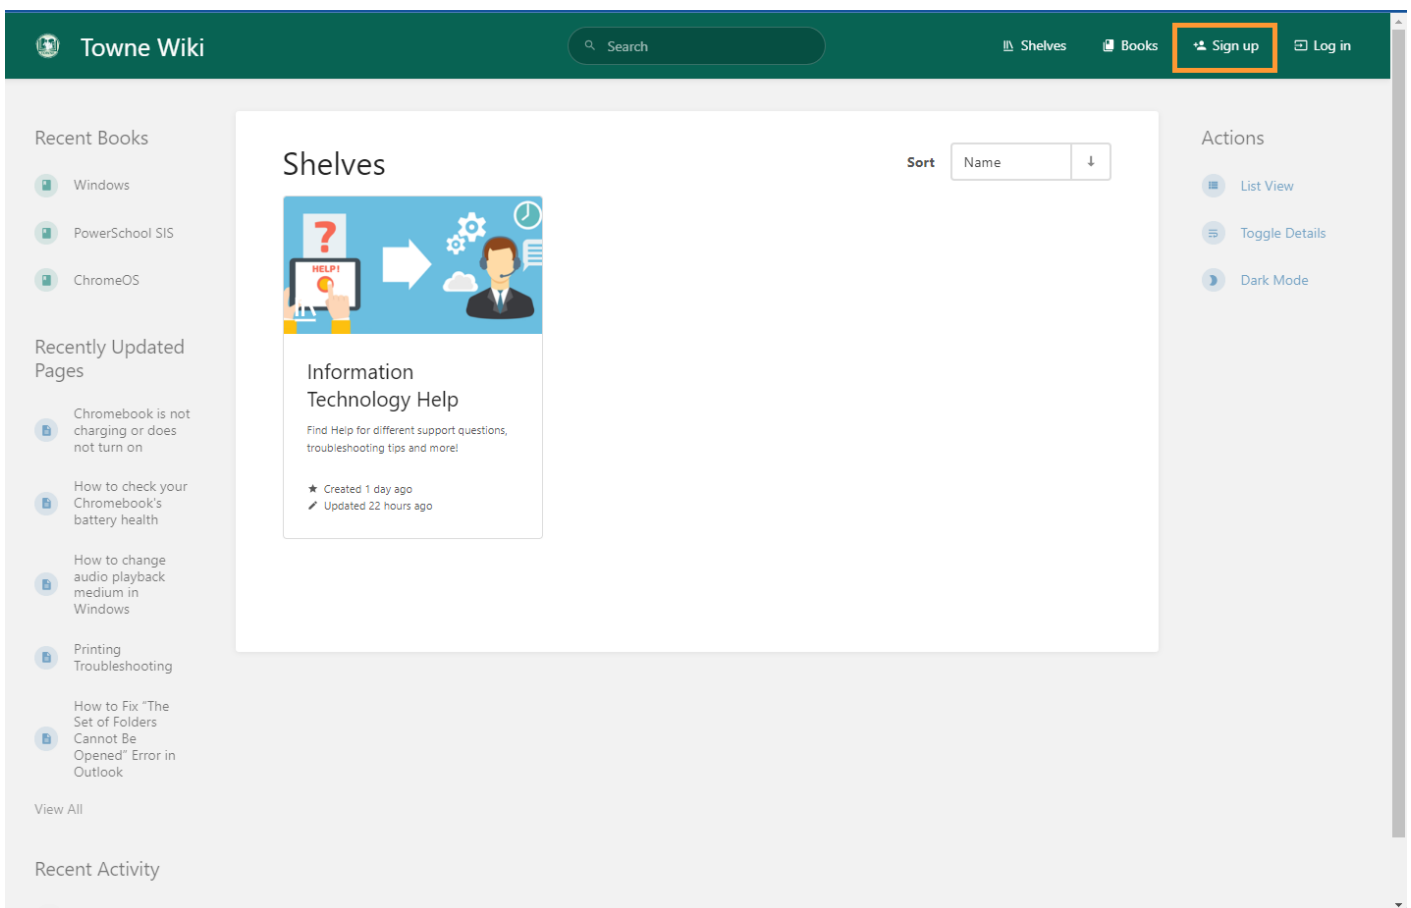 Towne Wiki
Search
Shelves
Books
Sign up
Log in
Recent Books
Windows
PowerSchool SIS
ChromeOS
Recently Updated
Pages
Chromebook is not
charging or does
not turn on
How to check your
Chromebook's
battery health
How to change
audio playback
medium in
Windows
Printing
Troubleshooting
How to Fix “The
Set of Folders
Cannot Be
Opened” Error in
Outlook
View All
Recent Activity
Shelves
Sort
Name
?
HELP!
Information
Technology Help
Find Help for different support questions,
troubleshooting tips and more!
Created 1 day ago
Updated 22 hours ago
Actions
List View
Toggle Details
Dark Mode